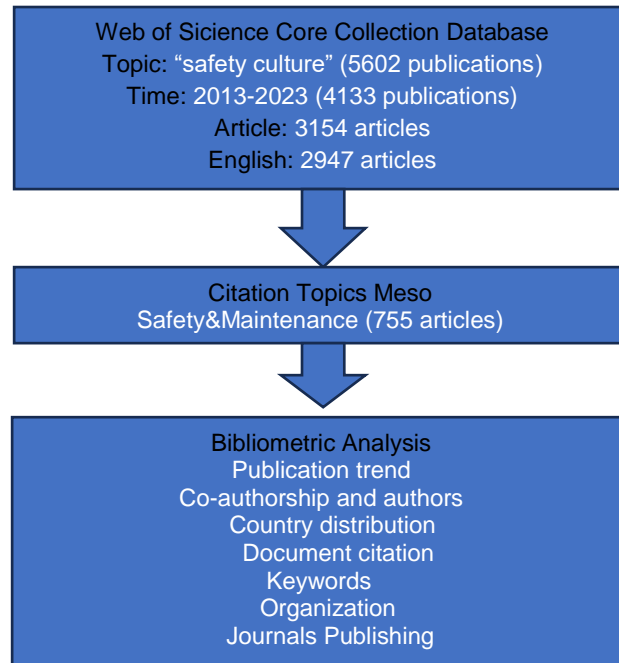 Web of Sicience Core Collection Database
Topic: “safety culture” (5602 publications)
Time: 2013-2023 (4133 publications)
Article: 3154 articles
English: 2947 articles
Citation Topics Meso
Safety&Maintenance (755 articles)
Bibliometric Analysis
Publication trend
Co-authorship and authors
Country distribution
Document citation
Keywords
Organization
Journals Publishing